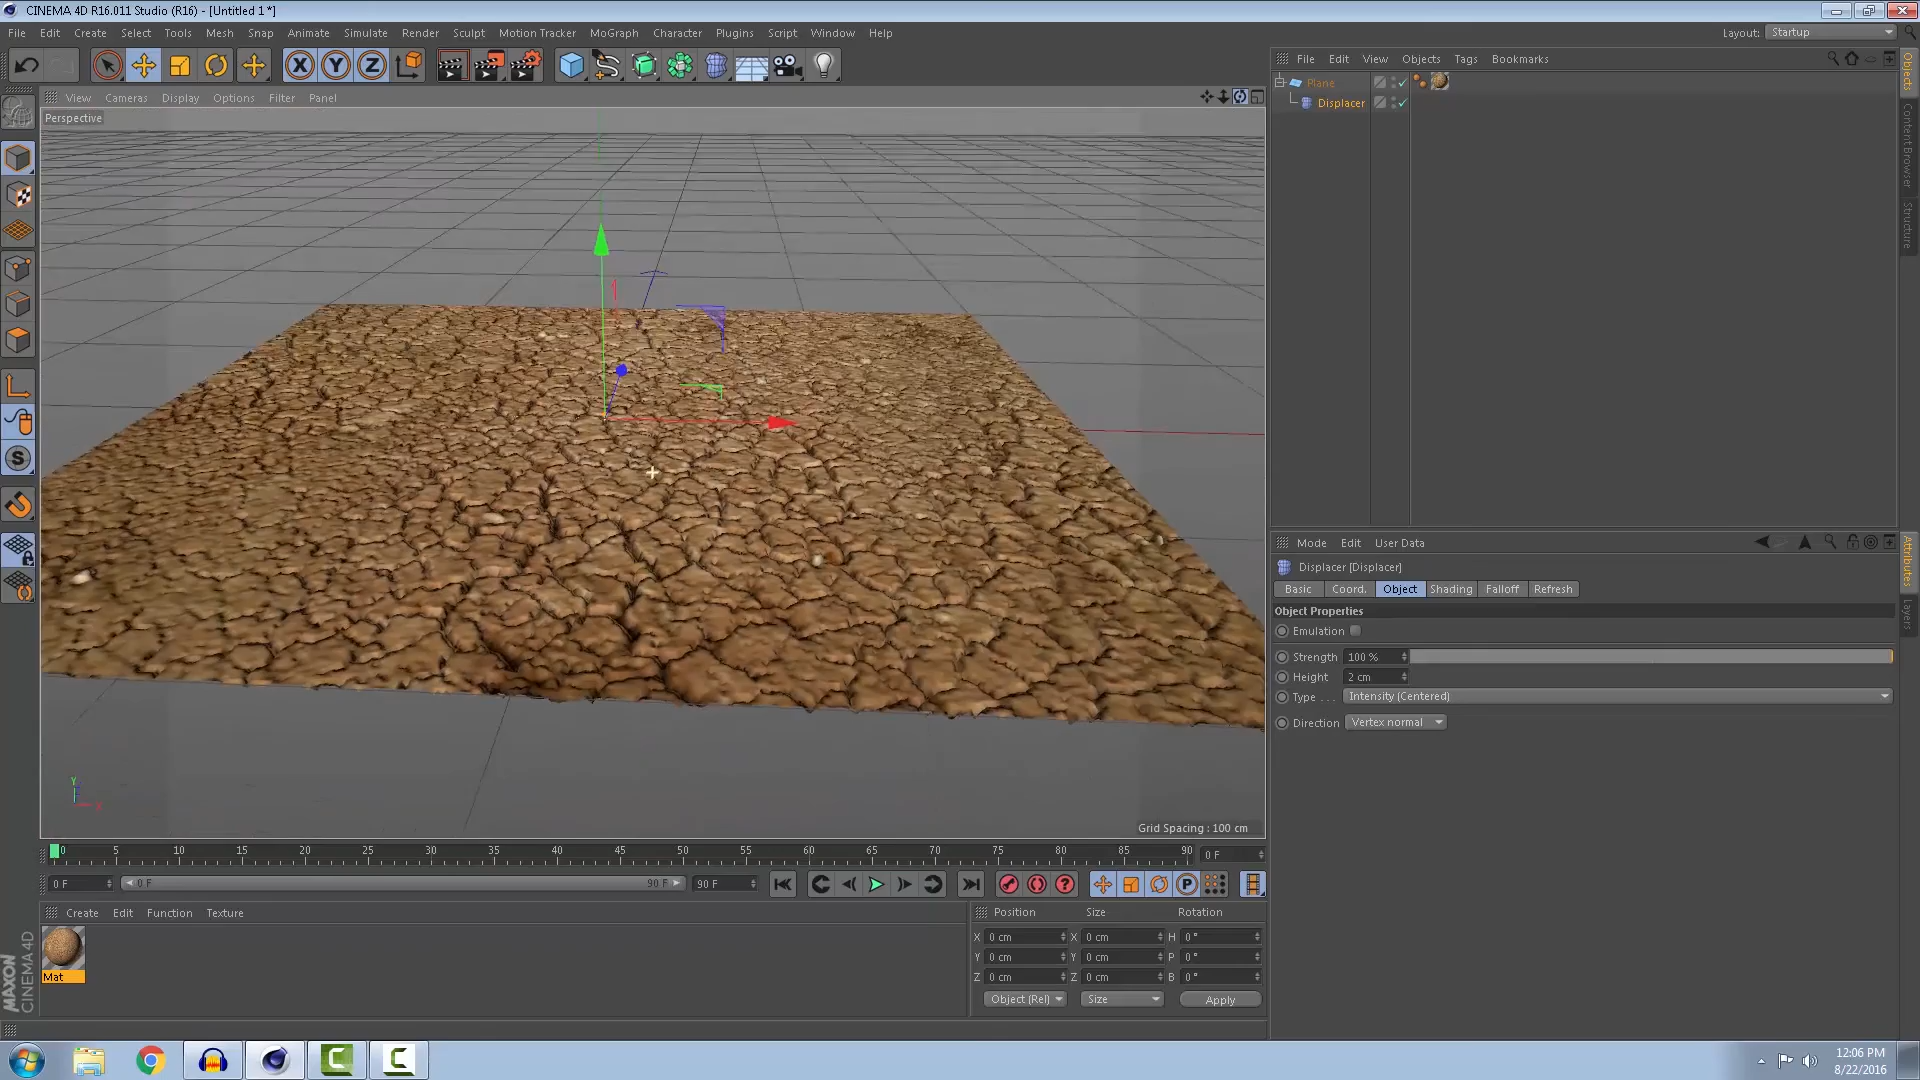 CINEMA 4D R16.011 Studio (R16) - [Untitled 1 *]
File Edit Create Select Tools Mesh Snap Animate Simulate Render Sculpt Motion Tracker MoGraph Character Plugins Script Window Help
Layout: Startup
X Y Z
File Edit View Objects Tags Bookmarks
Plane
Displacer
Objects
Content Browser
Structure
View Cameras Display Options Filter Panel
Perspective
S
Y
X
Grid Spacing : 100 cm
Mode Edit User Data
Displacer [Displacer]
Basic Coord. Object Shading Falloff Refresh
Object Properties
Emulation
Strength 100 %
Height 2 cm
Type . . . Intensity (Centered)
Direction Vertex normal
Attributes
Layers
0 5 10 15 20 25 30 35 40 45 50 55 60 65 70 75 80 85 90 0 F
0 F 0 F 90 F 90 F ? P
Create Edit Function Texture
Mat
MAXON
CINEMA 4D
Position Size Rotation
X 0 cm X 0 cm H 0 °
Y 0 cm Y 0 cm P 0 °
Z 0 cm Z 0 cm B 0 °
Object (Rel) Size Apply
C C
12:06 PM
8/22/2016